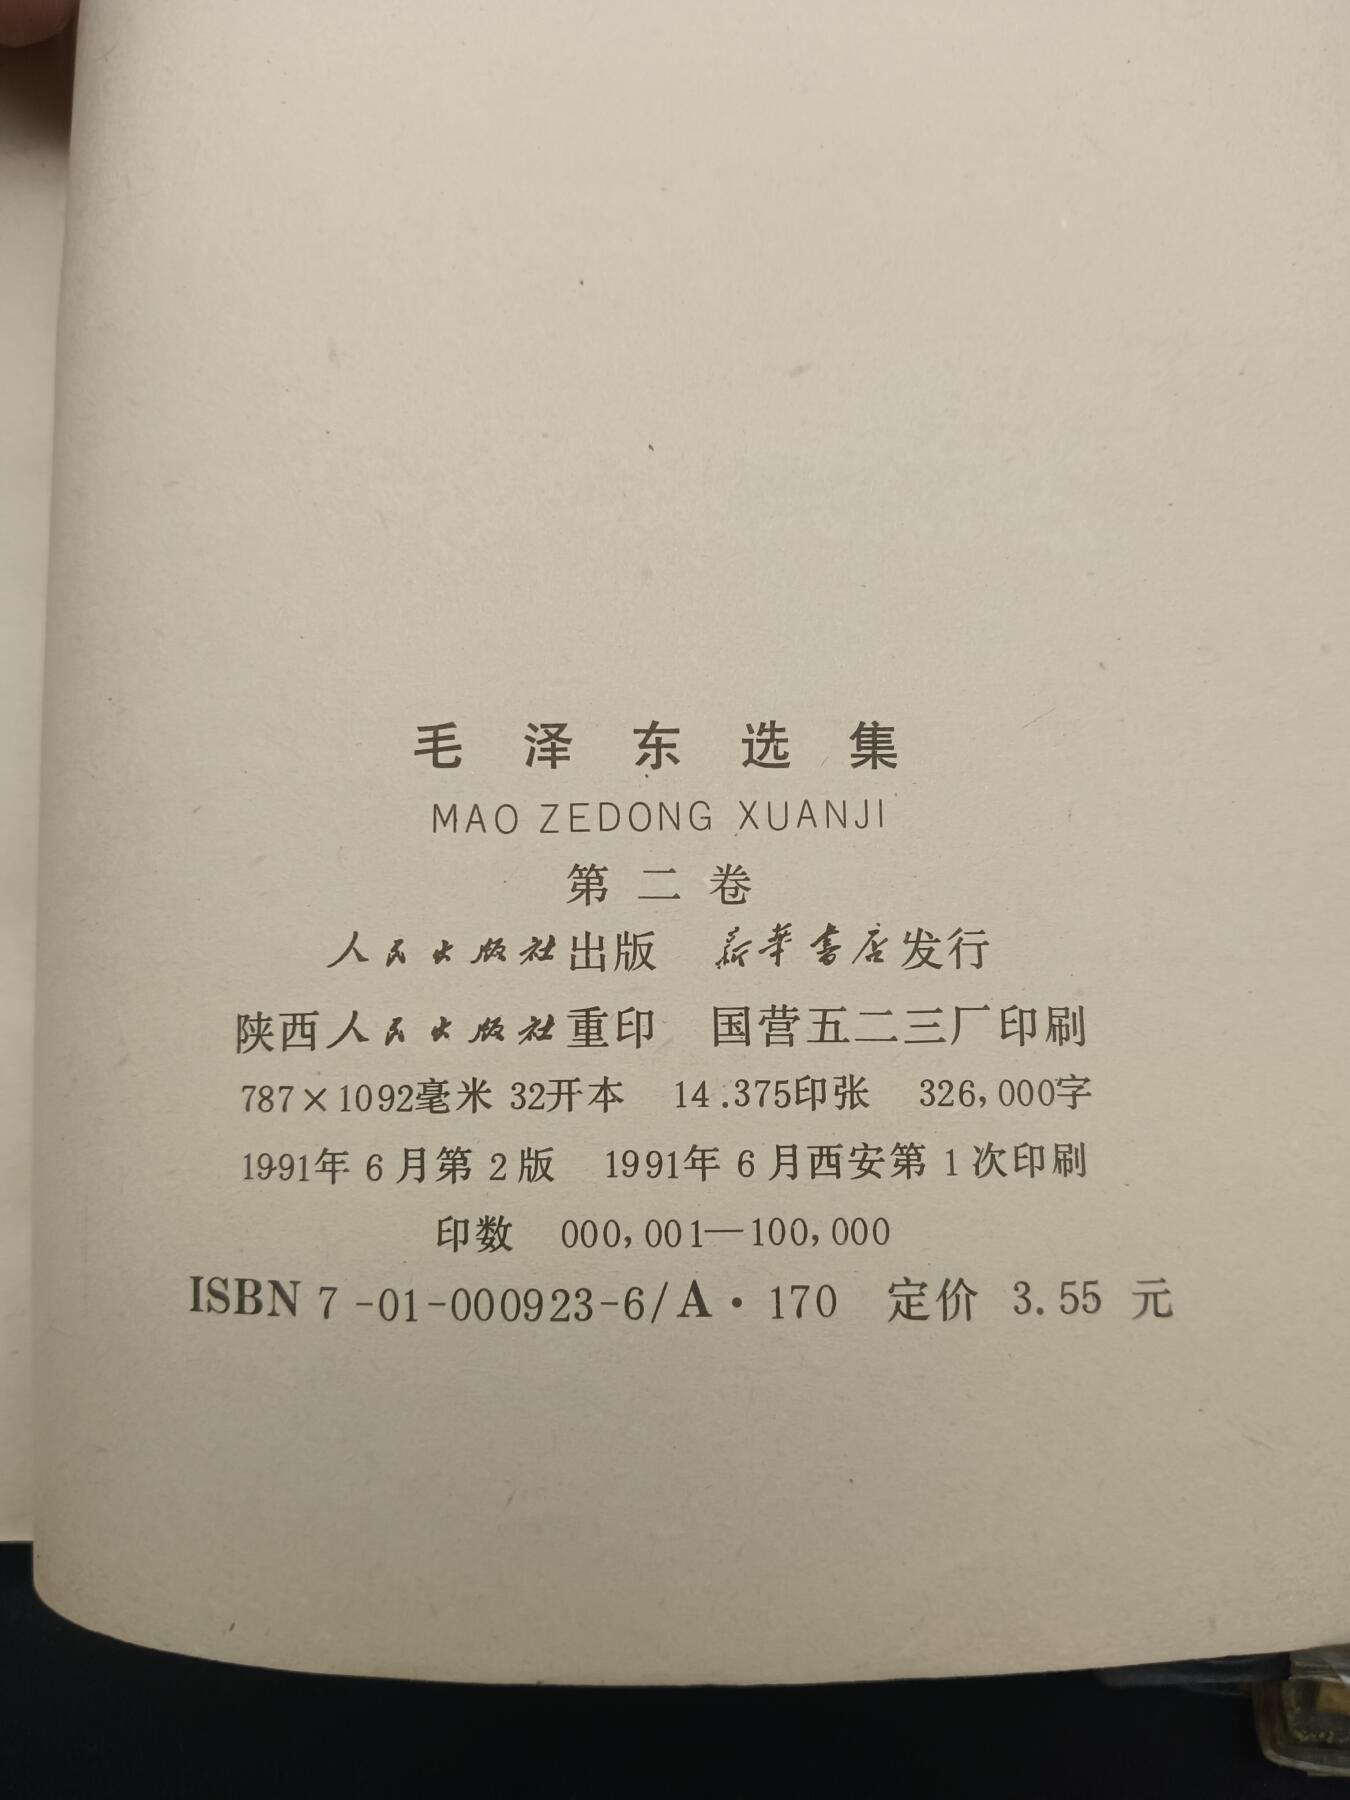 毛泽东选集
MAO ZEDONG XUANJI
第二卷
人民出版社出版 新華書店发行
陕西人民出版社重印 国营五二三厂印刷
787×1092毫米 32开本 14.375印张 326,000字
1991年6月第2版 1991年6月西安第1次印刷
印数 000,001—100,000
ISBN 7-01-000923-6/A·170 定价 3.55 元